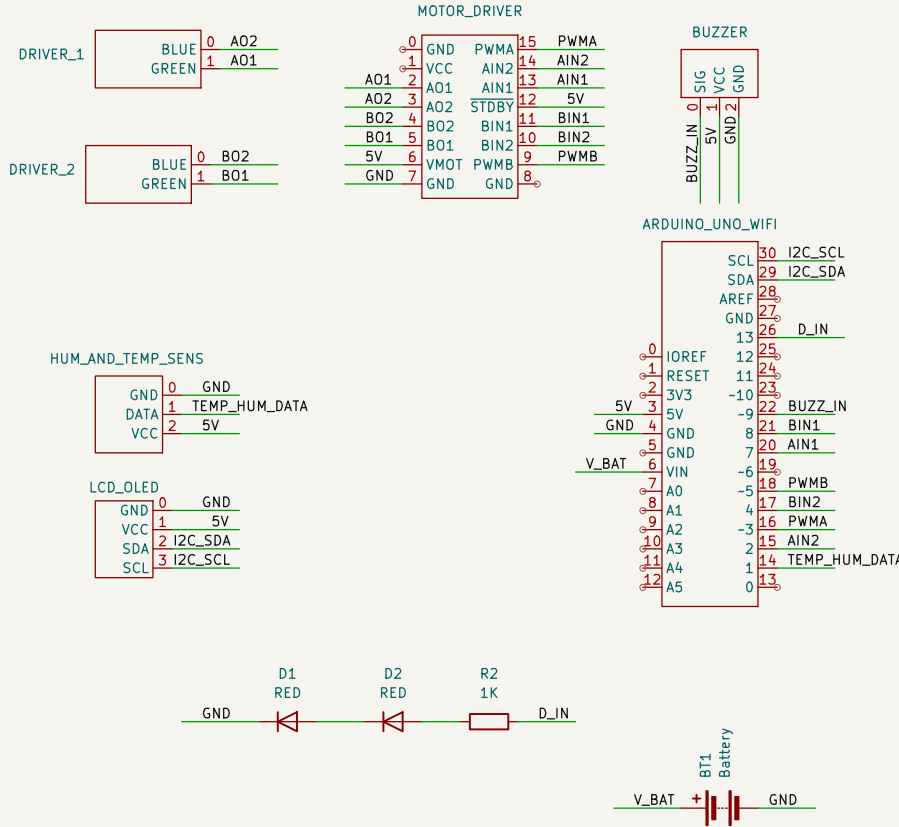 MOTOR_DRIVER
DRIVER_1
BLUE 0 AO2
GREEN 1 AO1
DRIVER_2
BLUE 0 BO2
GREEN 1 BO1
0 GND PWMA 15 PWMA
1 VCC AIN2 14 AIN2
AO1 2 AO1 AIN1 13 AIN1
AO2 3 AO2 STDBY 12 5V
BO2 4 BO2 BIN1 11 BIN1
BO1 5 BO1 BIN2 10 BIN2
5V 6 VMOT PWMB 9 PWMB
GND 7 GND GND 8
BUZZER
SIG 0 BUZZ_IN
VCC 1 5V
GND 2 GND
ARDUINO_UNO_WIFI
SCL 30 I2C_SCL
SDA 29 I2C_SDA
AREF 28
GND 27
13 26 D_IN
0 IOREF 12 25
1 RESET 11 24
2 3V3 ~10 23
5V 3 5V ~9 22 BUZZ_IN
GND 4 GND 8 21 BIN1
5 GND 7 20 AIN1
V_BAT 6 VIN ~6 19
7 A0 ~5 18 PWMB
8 A1 4 17 BIN2
9 A2 ~3 16 PWMA
10 A3 2 15 AIN2
11 A4 1 14 TEMP_HUM_DATA
12 A5 0 13
HUM_AND_TEMP_SENS
GND 0 GND
DATA 1 TEMP_HUM_DATA
VCC 2 5V
LCD_OLED
GND 0 GND
VCC 1 5V
SDA 2 I2C_SDA
SCL 3 I2C_SCL
D1 D2 R2
RED RED 1K
GND D_IN
BT1
Battery
V_BAT + GND